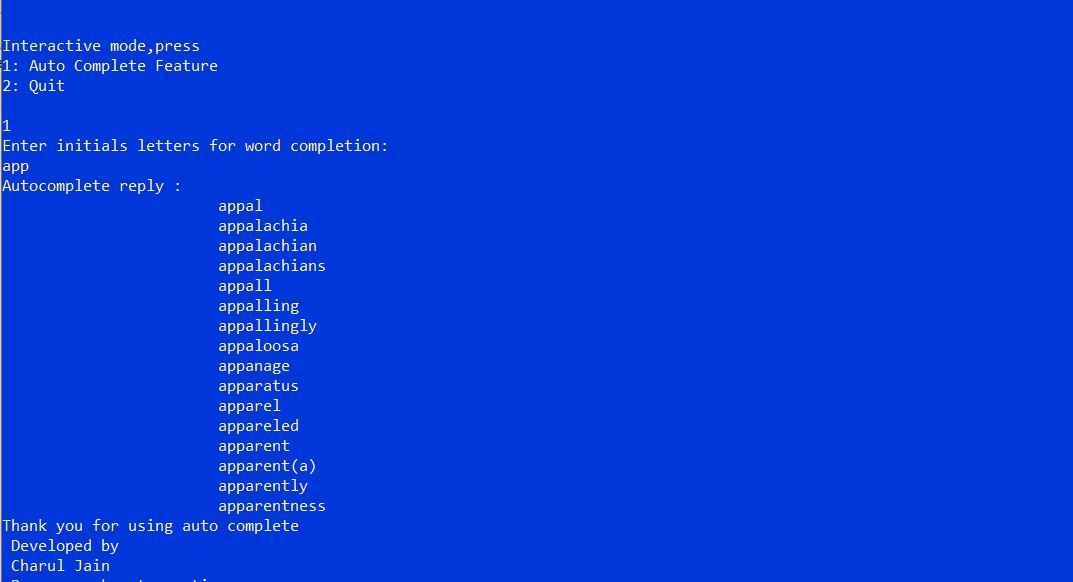 Interactive mode,press
1: Auto Complete Feature
2: Quit
1
Enter initials letters for word completion:
app
Autocomplete reply :
appal
appalachia
appalachian
appalachians
appall
appalling
appallingly
appaloosa
appanage
apparatus
apparel
appareled
apparent
apparent(a)
apparently
apparentness
Thank you for using auto complete
Developed by
Charul Jain